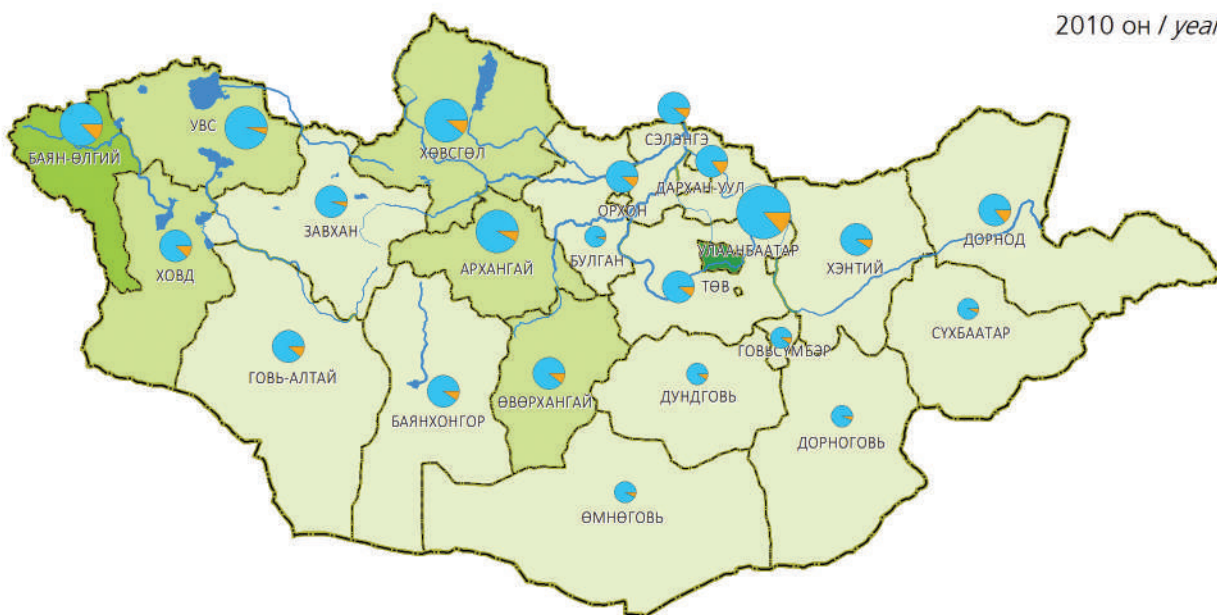 2010 он / year
СЭЛЭНГЭ
УВС
БАЯН-ӨЛГИЙ
ХӨВСГӨЛ
ДАРХАН-УУЛ
ОРХОН
ЗАВХАН
ДОРНОД
ХОВД
АРХАНГАЙ
БУЛГАН
УЛААНБААТАР
ХЭНТИЙ
ТӨВ
СҮХБААТАР
ГОВЬСҮМБЭР
ГОВЬ-АЛТАЙ
ДУНДГОВЬ
ӨВӨРХАНГАЙ
БАЯНХОНГОР
ДОРНОГОВЬ
ӨМНӨГОВЬ